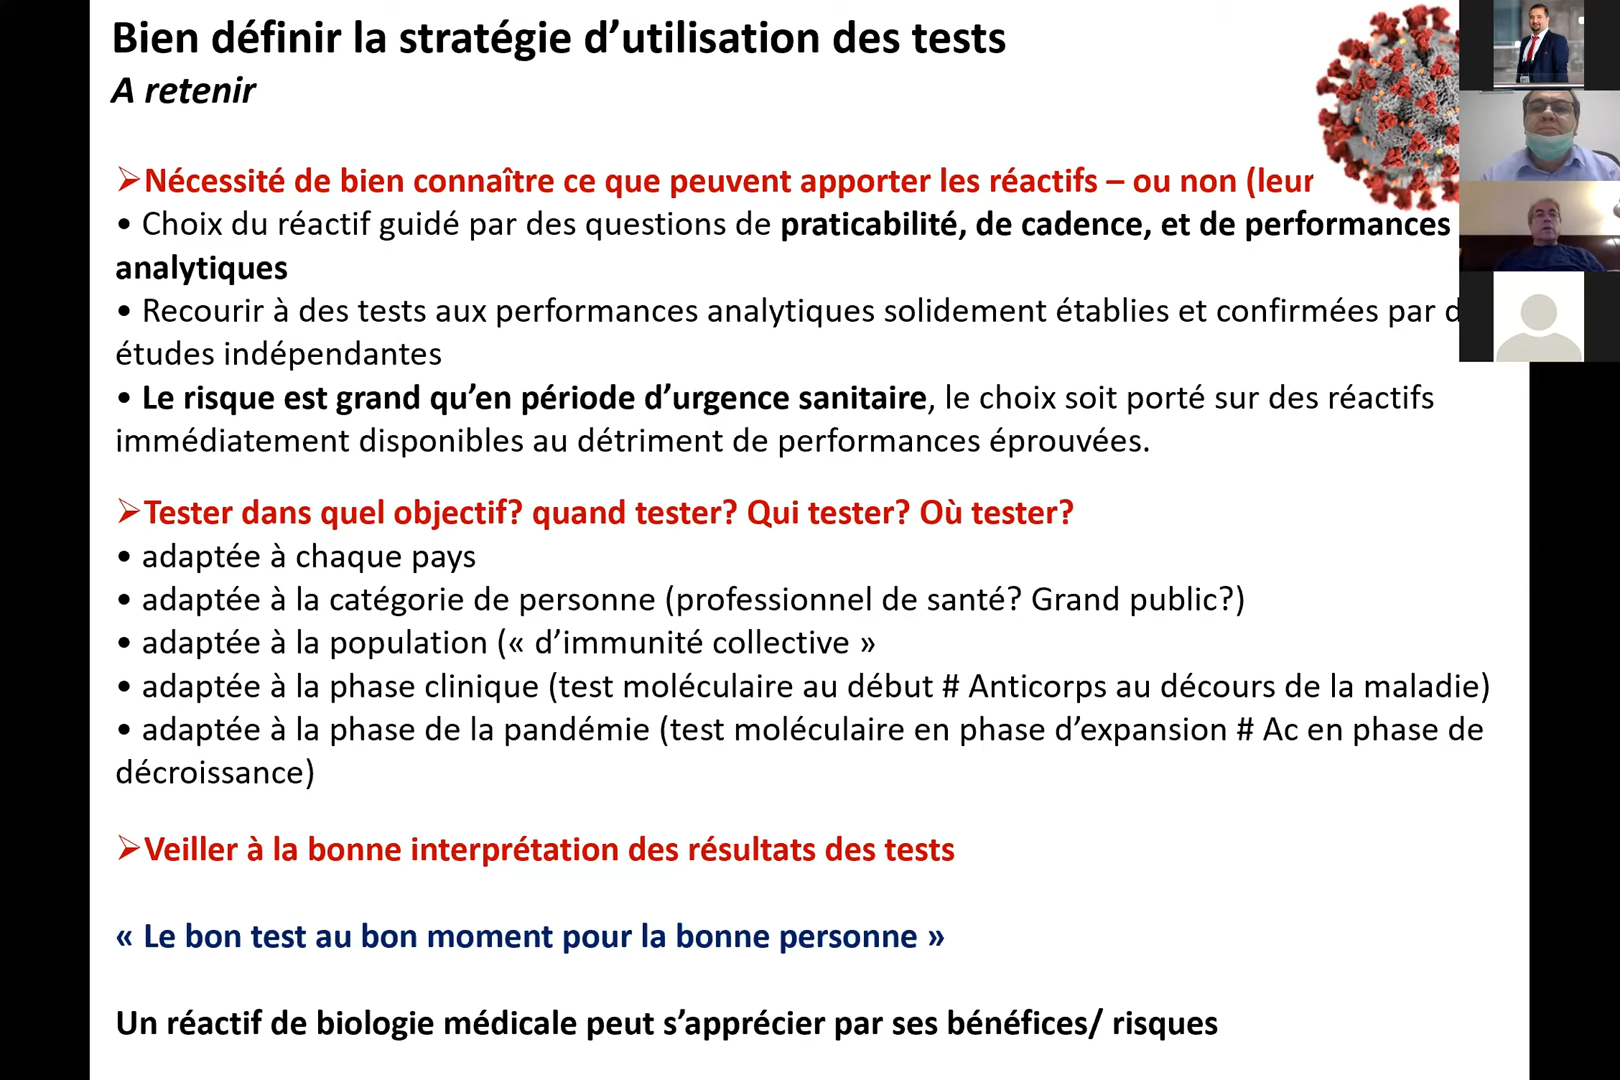 Bien définir la stratégie d’utilisation des tests
A retenir
➢Nécessité de bien connaître ce que peuvent apporter les réactifs – ou non (leur
• Choix du réactif guidé par des questions de praticabilité, de cadence, et de performances
analytiques
• Recourir à des tests aux performances analytiques solidement établies et confirmées par
études indépendantes
• Le risque est grand qu’en période d’urgence sanitaire, le choix soit porté sur des réactifs
immédiatement disponibles au détriment de performances éprouvées.
➢Tester dans quel objectif? quand tester? Qui tester? Où tester?
• adaptée à chaque pays
• adaptée à la catégorie de personne (professionnel de santé? Grand public?)
• adaptée à la population (« d’immunité collective »
• adaptée à la phase clinique (test moléculaire au début # Anticorps au décours de la maladie)
• adaptée à la phase de la pandémie (test moléculaire en phase d’expansion # Ac en phase de
décroissance)
➢Veiller à la bonne interprétation des résultats des tests
« Le bon test au bon moment pour la bonne personne »
Un réactif de biologie médicale peut s’apprécier par ses bénéfices/ risques